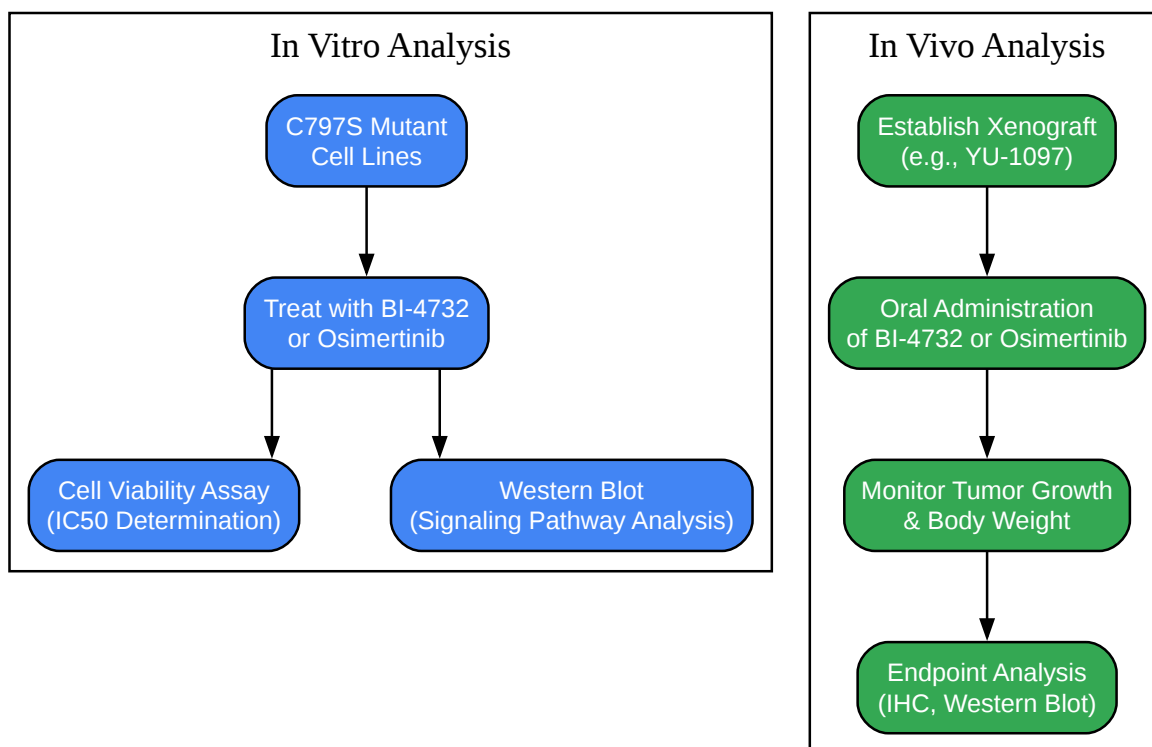 In Vitro Analysis
C797S Mutant
Cell Lines
Treat with BI-4732
or Osimertinib
Cell Viability Assay
(IC50 Determination)
Western Blot
(Signaling Pathway Analysis)
In Vivo Analysis
Establish Xenograft
(e.g., YU-1097)
Oral Administration
of BI-4732 or Osimertinib
Monitor Tumor Growth
& Body Weight
Endpoint Analysis
(IHC, Western Blot)